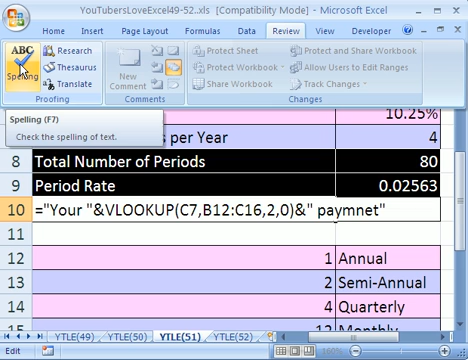 YouTubersLoveExcel49-52..xls [Compatibility Mode] - Microsoft Excel
Home Insert Page Layout Formulas Data Review View Developer
ABC Spelling
Research
Thesaurus
Translate
Proofing
New Comment
Comments
Protect Sheet
Protect Workbook
Share Workbook
Protect and Share Workbook
Allow Users to Edit Ranges
Track Changes
Changes
Spelling (F7)
Check the spelling of text.
10.25%
s per Year 4
8 Total Number of Periods 80
9 Period Rate 0.02563
10 ="Your "&VLOOKUP(C7,B12:C16,2,0)&" paymnet"
11
12 1 Annual
13 2 Semi-Annual
14 4 Quarterly
15 12 Monthly
YTLE(49) YTLE(50) YTLE(51) YTLE(52)
Edit 160%